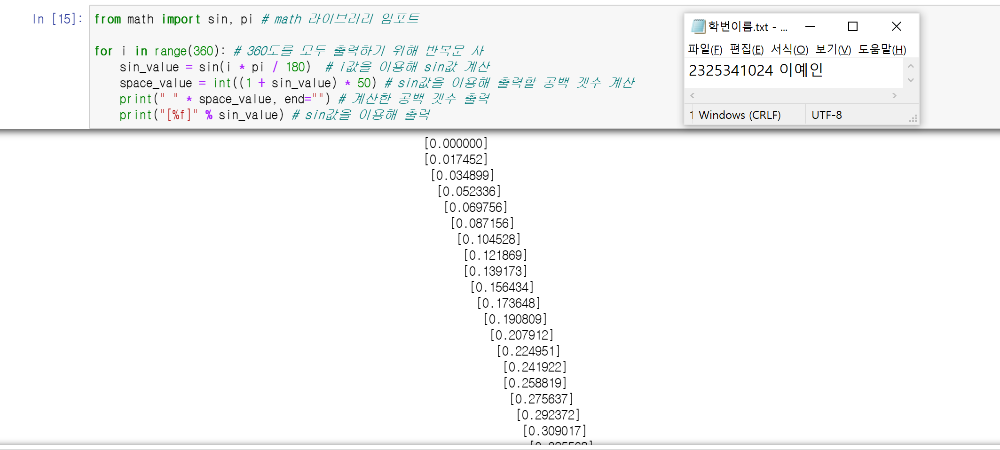 In [15]:
from math import sin, pi # math 라이브러리 임포트
for i in range(360): # 360도를 모두 출력하기 위해 반복문 사
    sin_value = sin(i * pi / 180)  # i값을 이용해 sin값 계산
    space_value = int((1 + sin_value) * 50) # sin값을 이용해 출력할 공백 갯수 계산
    print(" " * space_value, end="") # 계산한 공백 갯수 출력
    print("[%f]" % sin_value) # sin값을 이용해 출력
학번이름.txt - ...
파일(F) 편집(E) 서식(O) 보기(V) 도움말(H)
2325341024 이예인
1 Windows (CRLF) UTF-8
[0.000000]
[0.017452]
[0.034899]
[0.052336]
[0.069756]
[0.087156]
[0.104528]
[0.121869]
[0.139173]
[0.156434]
[0.173648]
[0.190809]
[0.207912]
[0.224951]
[0.241922]
[0.258819]
[0.275637]
[0.292372]
[0.309017]